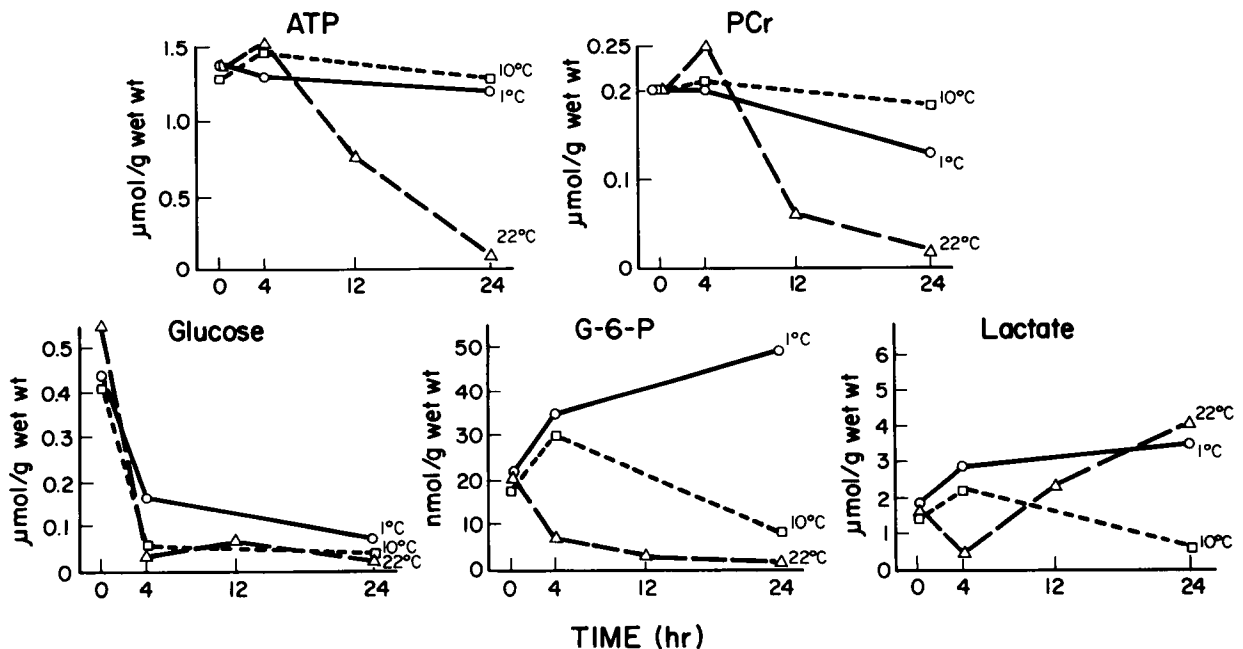 ATP
PCr
1.5
1.0
0.5
0
μmol/g wet wt
10°C
1°C
22°C
0 4 12 24
0.25
0.2
0.1
0
μmol/g wet wt
10°C
1°C
22°C
0 4 12 24
Glucose
0.5
0.4
0.3
0.2
0.1
0
μmol/g wet wt
1°C
10°C
22°C
0 4 12 24
G-6-P
50
40
30
20
10
0
nmol/g wet wt
1°C
10°C
22°C
0 4 12 24
Lactate
6
5
4
3
2
1
0
μmol/g wet wt
22°C
1°C
10°C
0 4 12 24
TIME (hr)